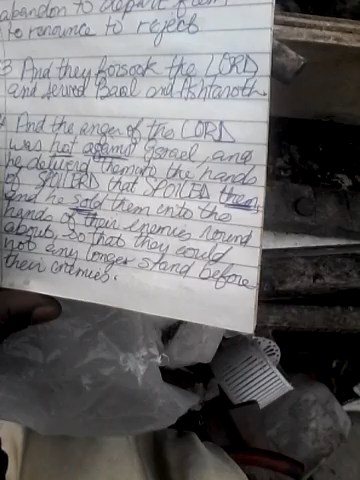 abandon to depart from
to renounce to reject
3 And they forsook the LORD
and served Baal and Ashtaroth
4 And the anger of the LORD
was hot against Israel, and
he delivered them into the hands
of SPOILERD that SPOILED them,
and he sold them into the
hands of their enemies round
about, so that they could
not any longer stand before
their enemies.